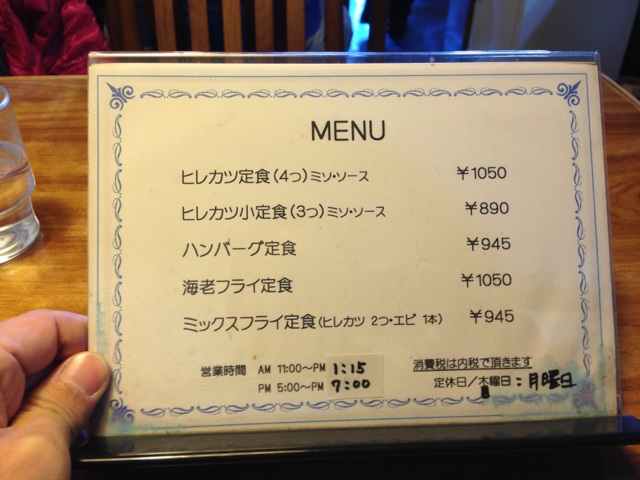 MENU
ヒレカツ定食(4つ)ミソ・ソース ¥1050
ヒレカツ小定食(3つ)ミソ・ソース ¥890
ハンバーグ定食 ¥945
海老フライ定食 ¥1050
ミックスフライ定食(ヒレカツ 2つ・エビ 1本) ¥945
営業時間 AM 11:00~PM 1:15 消費税は内税で頂きます
PM 5:00~PM 7:00 定休日/木曜日:月曜日